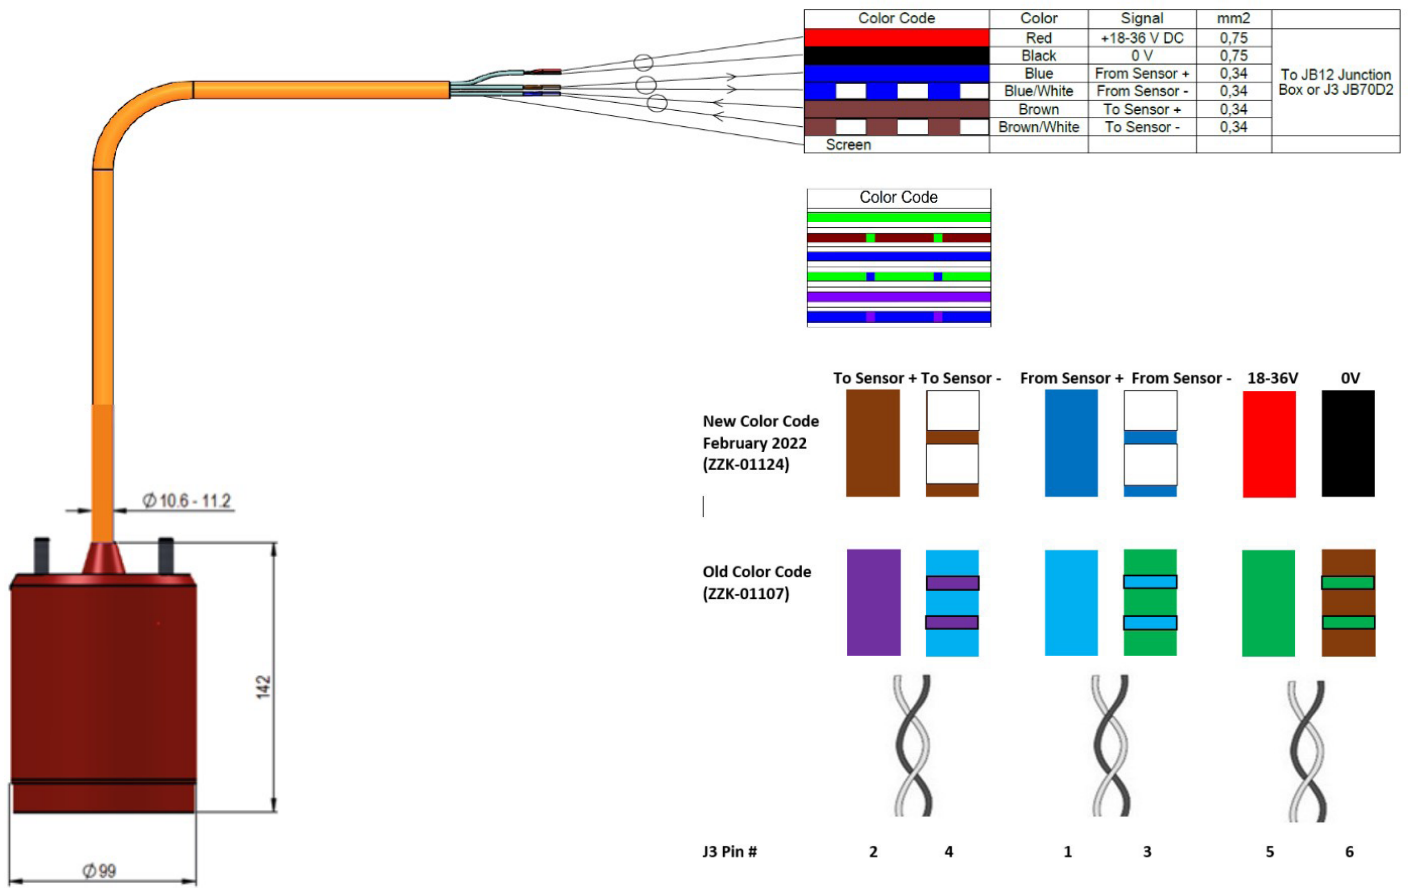 Color Code Color Signal mm2
Red +18-36 V DC 0,75
Black 0 V 0,75
Blue From Sensor + 0,34
Blue/White From Sensor - 0,34
Brown To Sensor + 0,34
Brown/White To Sensor - 0,34
To JB12 Junction
Box or J3 JB70D2
Screen
Color Code
To Sensor + To Sensor - From Sensor + From Sensor - 18-36V 0V
New Color Code
February 2022
(ZZK-01124)
Old Color Code
(ZZK-01107)
J3 Pin # 2 4 1 3 5 6
∅10.6 - 11.2
142
∅99